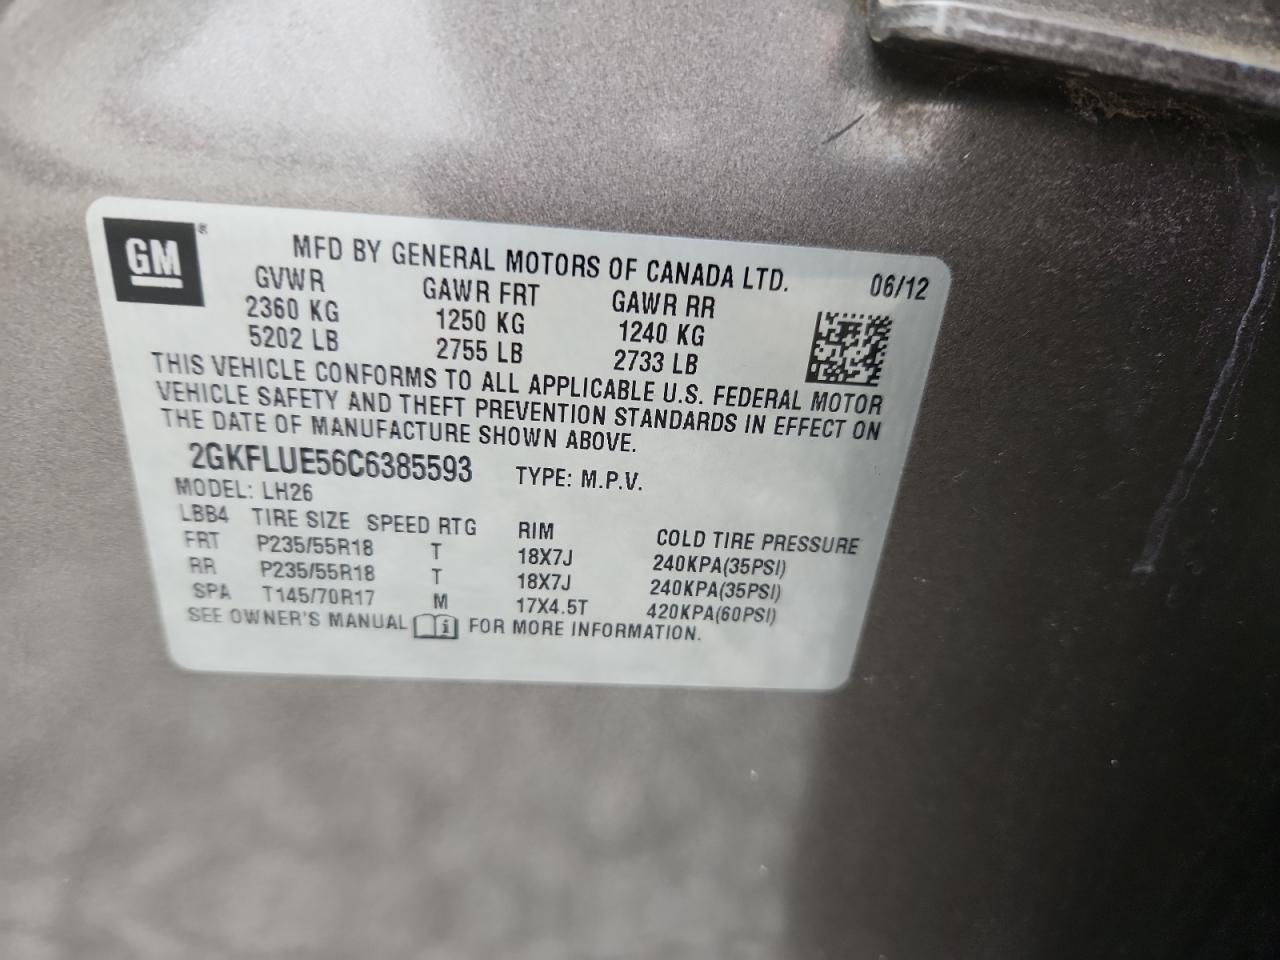 GM®
MFD BY GENERAL MOTORS OF CANADA LTD. 06/12
GVWR GAWR FRT GAWR RR
2360 KG 1250 KG 1240 KG
5202 LB 2755 LB 2733 LB
THIS VEHICLE CONFORMS TO ALL APPLICABLE U.S. FEDERAL MOTOR
VEHICLE SAFETY AND THEFT PREVENTION STANDARDS IN EFFECT ON
THE DATE OF MANUFACTURE SHOWN ABOVE.
2GKFLUE56C6385593 TYPE: M.P.V.
MODEL: LH26
LBB4 TIRE SIZE SPEED RTG RIM COLD TIRE PRESSURE
FRT P235/55R18 T 18X7J 240KPA(35PSI)
RR P235/55R18 T 18X7J 240KPA(35PSI)
SPA T145/70R17 M 17X4.5T 420KPA(60PSI)
SEE OWNER'S MANUAL i FOR MORE INFORMATION.